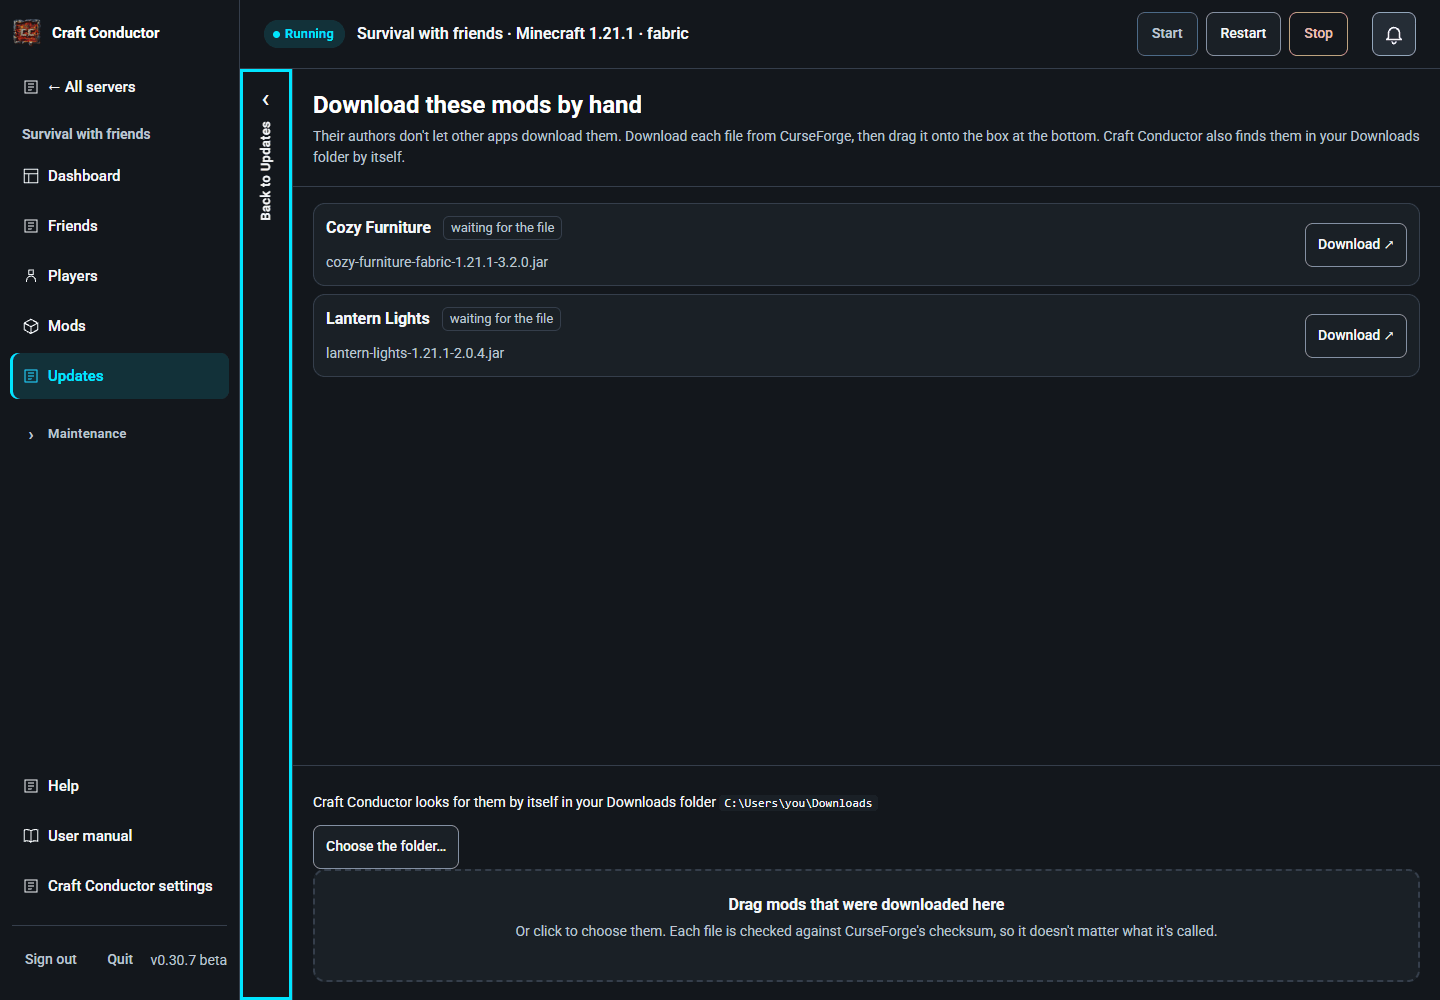 Craft Conductor
← All servers
Survival with friends
Dashboard
Friends
Players
Mods
Updates
› Maintenance
Help
User manual
Craft Conductor settings
Sign out
Quit
v0.30.7 beta
Running
Survival with friends · Minecraft 1.21.1 · fabric
Start
Restart
Stop
‹ Back to Updates
Download these mods by hand
Their authors don't let other apps download them. Download each file from CurseForge, then drag it onto the box at the bottom. Craft Conductor also finds them in your Downloads
folder by itself.
Cozy Furniture
waiting for the file
cozy-furniture-fabric-1.21.1-3.2.0.jar
Download ↗
Lantern Lights
waiting for the file
lantern-lights-1.21.1-2.0.4.jar
Download ↗
Craft Conductor looks for them by itself in your Downloads folder C:\Users\you\Downloads
Choose the folder…
Drag mods that were downloaded here
Or click to choose them. Each file is checked against CurseForge's checksum, so it doesn't matter what it's called.